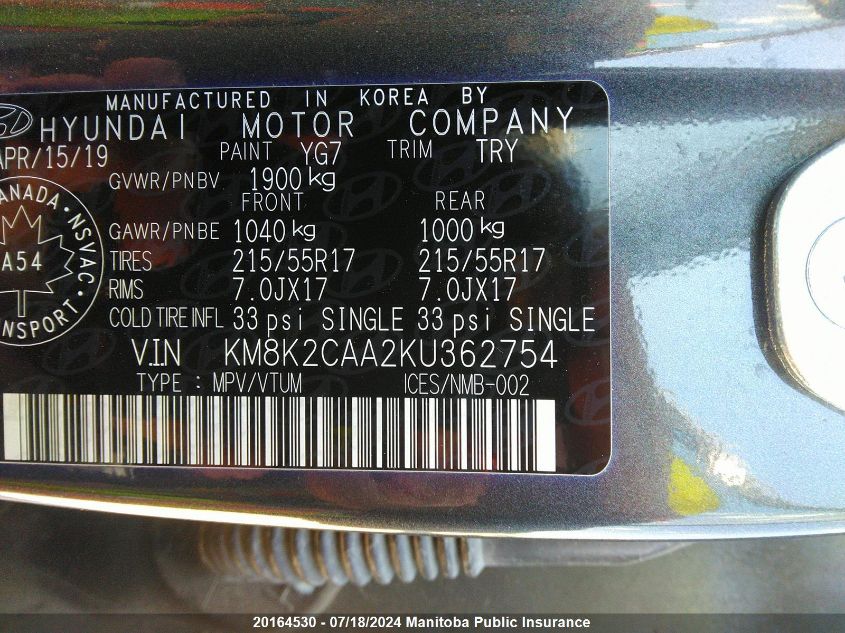 MANUFACTURED IN KOREA BY
HYUNDAI MOTOR COMPANY
APR/15/19 PAINT YG7 TRIM TRY
GVWR/PNBV 1900 kg
FRONT REAR
GAWR/PNBE 1040 kg 1000 kg
TIRES 215/55R17 215/55R17
RIMS 7.0JX17 7.0JX17
COLD TIRE INFL 33 psi SINGLE 33 psi SINGLE
V.I.N KM8K2CAA2KU362754
TYPE : MPV/VTUM ICES/NMB-002
CANADA • NSVAC •
A54
20164530 - 07/18/2024 Manitoba Public Insurance